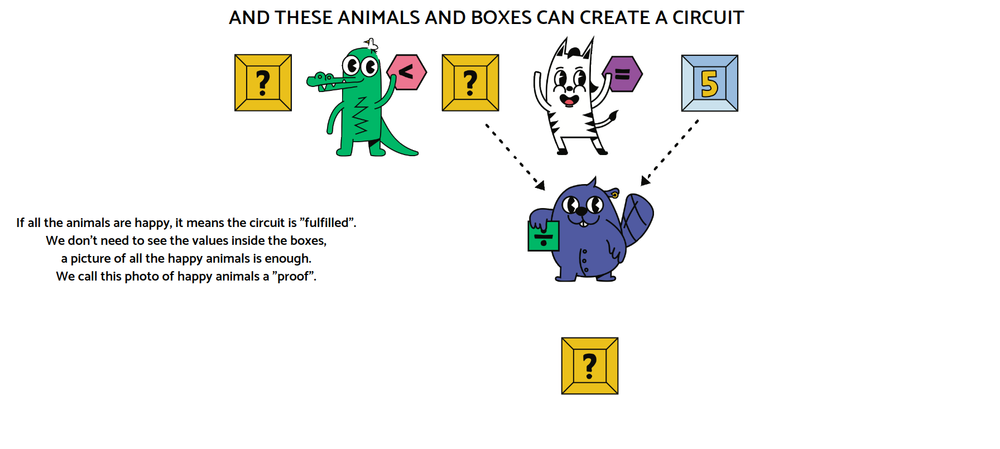 AND THESE ANIMALS AND BOXES CAN CREATE A CIRCUIT
? < ? = 5
If all the animals are happy, it means the circuit is ”fulfilled”.
We don’t need to see the values inside the boxes,
a picture of all the happy animals is enough.
We call this photo of happy animals a ”proof”.
÷
?